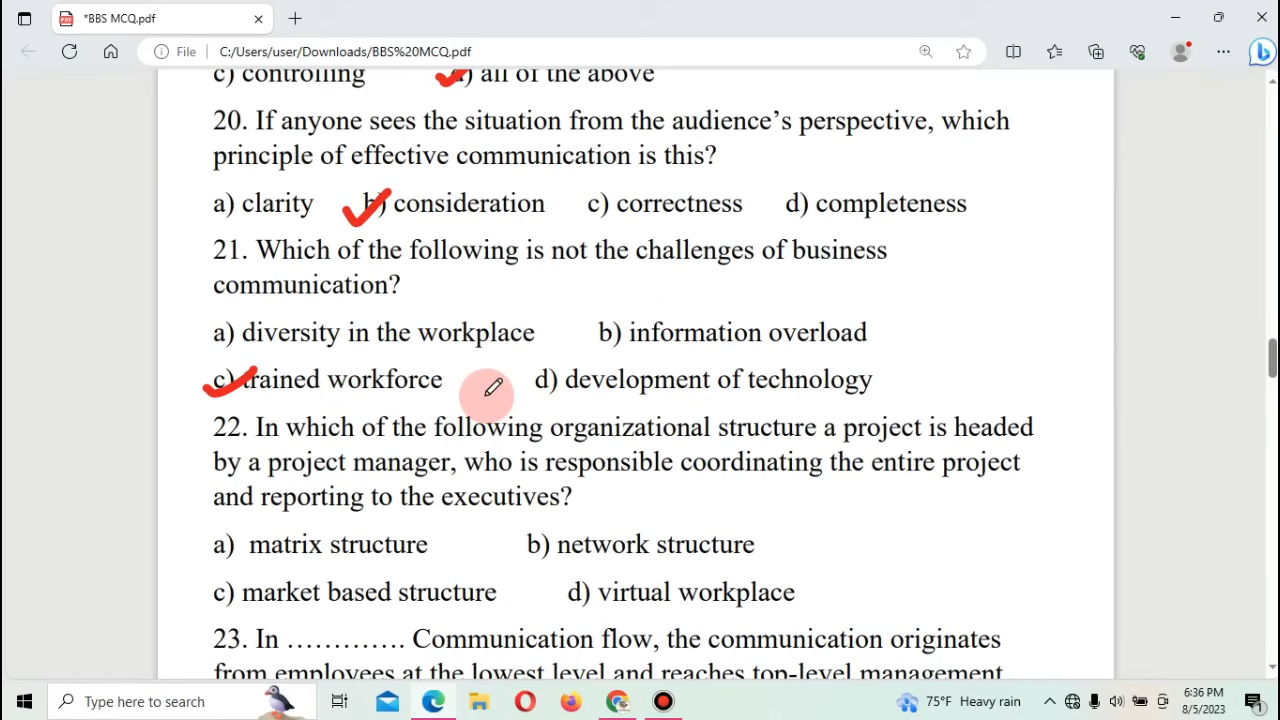 *BBS MCQ.pdf
File C:/Users/user/Downloads/BBS%20MCQ.pdf
c) controlling d) all of the above
20. If anyone sees the situation from the audience’s perspective, which
principle of effective communication is this?
a) clarity b) consideration c) correctness d) completeness
21. Which of the following is not the challenges of business
communication?
a) diversity in the workplace b) information overload
c) trained workforce d) development of technology
22. In which of the following organizational structure a project is headed
by a project manager, who is responsible coordinating the entire project
and reporting to the executives?
a) matrix structure b) network structure
c) market based structure d) virtual workplace
23. In …………. Communication flow, the communication originates
from employees at the lowest level and reaches top-level management
Type here to search 75°F Heavy rain 6:36 PM
8/5/2023